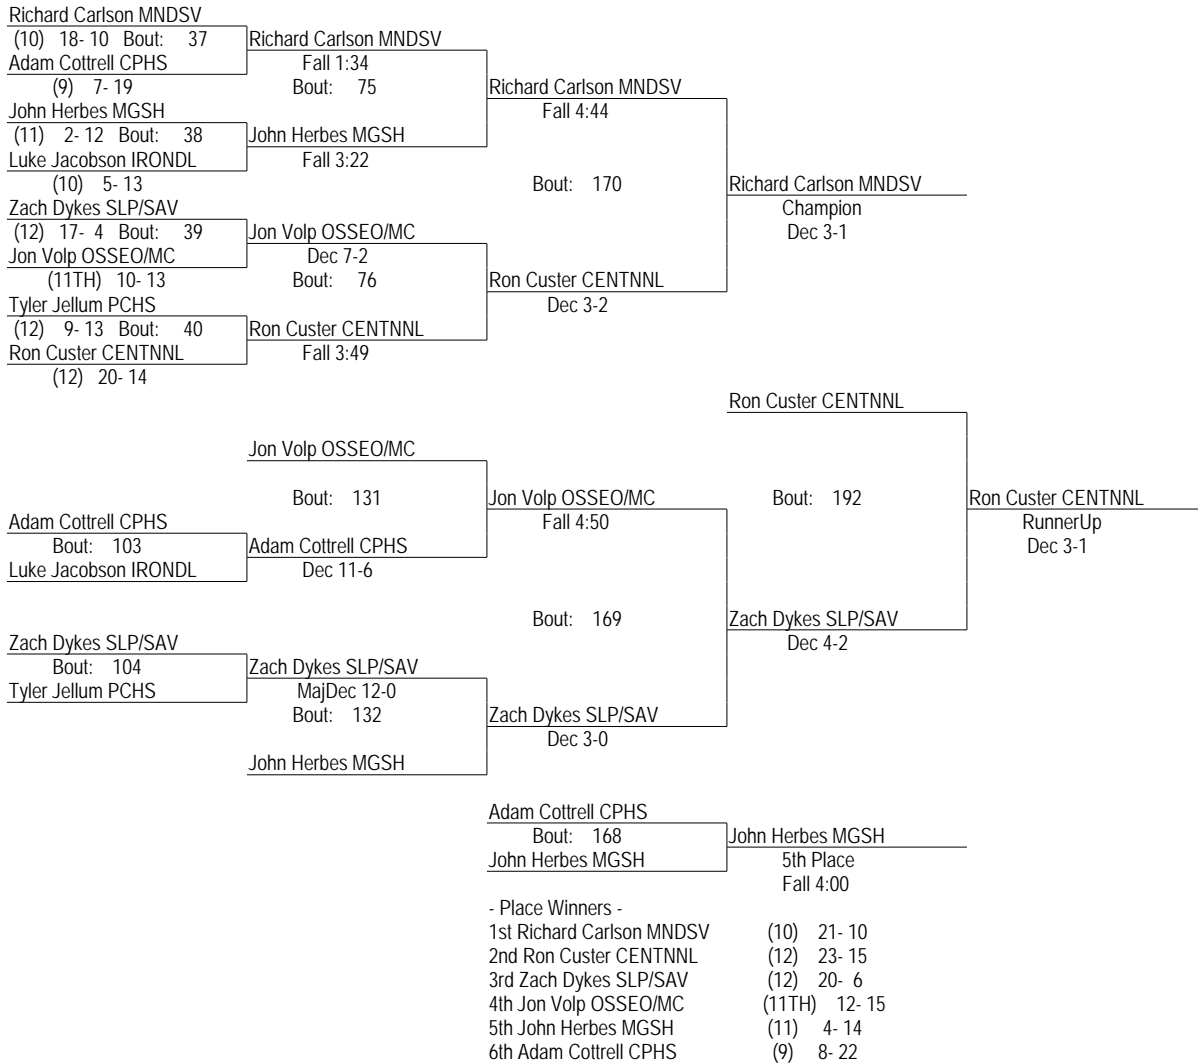 Richard Carlson MNDSV
(10) 18- 10 Bout: 37 Richard Carlson MNDSV
Adam Cottrell CPHS Fall 1:34
(9) 7- 19 Bout: 75 Richard Carlson MNDSV
John Herbes MGSH Fall 4:44
(11) 2- 12 Bout: 38 John Herbes MGSH
Luke Jacobson IRONDL Fall 3:22
(10) 5- 13 Bout: 170 Richard Carlson MNDSV
Zach Dykes SLP/SAV Champion
(12) 17- 4 Bout: 39 Jon Volp OSSEO/MC Dec 3-1
Jon Volp OSSEO/MC Dec 7-2
(11TH) 10- 13 Bout: 76 Ron Custer CENTNNL
Tyler Jellum PCHS Dec 3-2
(12) 9- 13 Bout: 40 Ron Custer CENTNNL
Ron Custer CENTNNL Fall 3:49
(12) 20- 14
Ron Custer CENTNNL
Jon Volp OSSEO/MC
Bout: 131 Jon Volp OSSEO/MC Bout: 192 Ron Custer CENTNNL
Adam Cottrell CPHS Fall 4:50 RunnerUp
Bout: 103 Adam Cottrell CPHS Dec 3-1
Luke Jacobson IRONDL Dec 11-6
Bout: 169 Zach Dykes SLP/SAV
Zach Dykes SLP/SAV Dec 4-2
Bout: 104 Zach Dykes SLP/SAV
Tyler Jellum PCHS MajDec 12-0
Bout: 132 Zach Dykes SLP/SAV
Dec 3-0
John Herbes MGSH
Adam Cottrell CPHS
Bout: 168 John Herbes MGSH
John Herbes MGSH 5th Place
Fall 4:00
- Place Winners -
1st Richard Carlson MNDSV (10) 21- 10
2nd Ron Custer CENTNNL (12) 23- 15
3rd Zach Dykes SLP/SAV (12) 20- 6
4th Jon Volp OSSEO/MC (11TH) 12- 15
5th John Herbes MGSH (11) 4- 14
6th Adam Cottrell CPHS (9) 8- 22